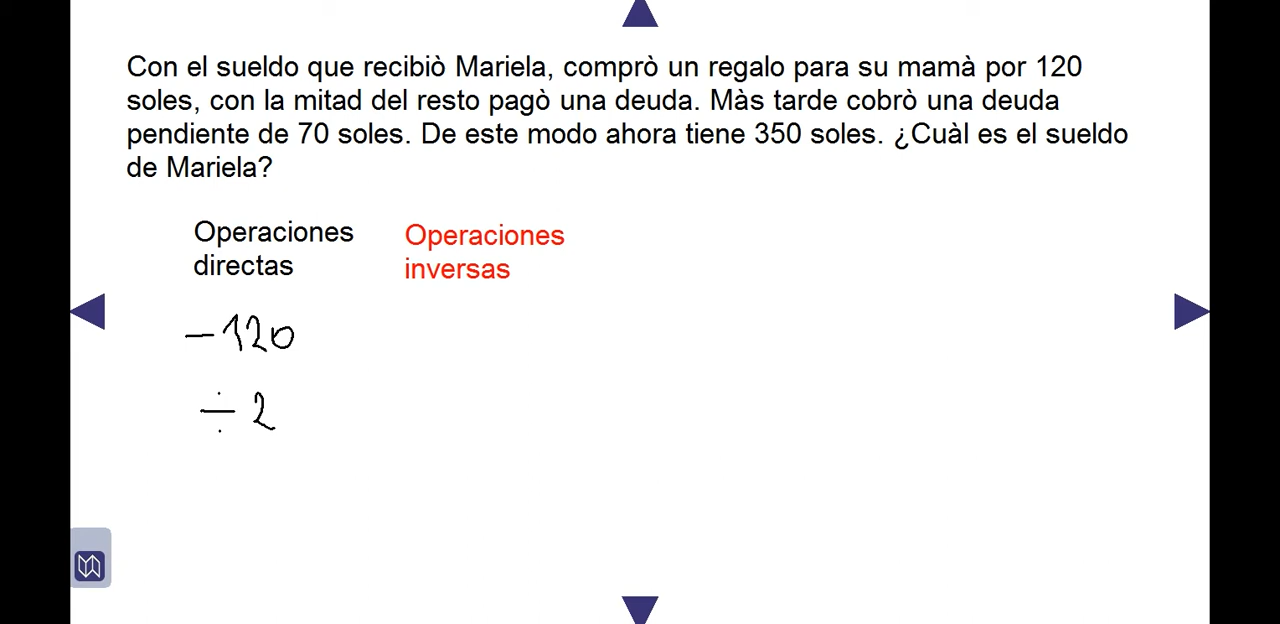 Con el sueldo que recibiò Mariela, comprò un regalo para su mamà por 120
soles, con la mitad del resto pagò una deuda. Màs tarde cobrò una deuda
pendiente de 70 soles. De este modo ahora tiene 350 soles. ¿Cuàl es el sueldo
de Mariela?
Operaciones
directas
Operaciones
inversas
-120
÷ 2